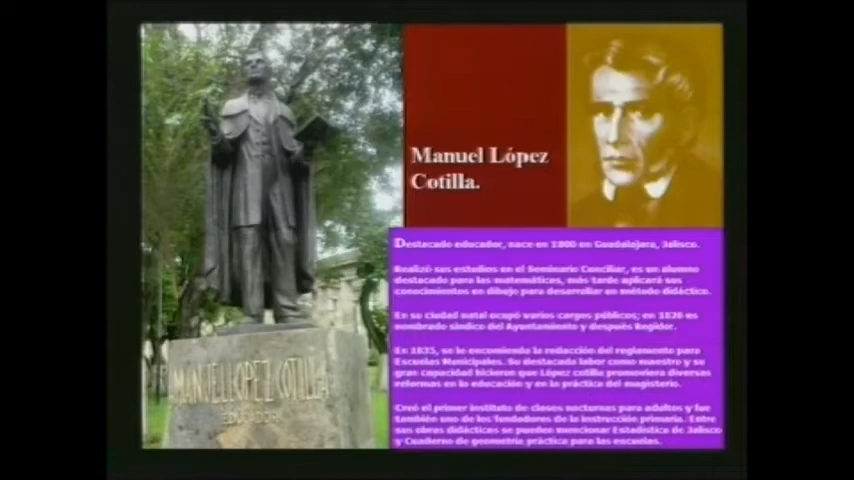 Manuel López
Cotilla.
Destacado educador, nace en 1800 en Guadalajara, Jalisco.
Realizó sus estudios en el Seminario Conciliar, es un alumno
destacado para las matemáticas, más tarde aplicará sus
conocimientos en dibujo para desarrollar un método didáctico.
En su ciudad natal ocupó varios cargos públicos; en 1826 es
nombrado síndico del Ayuntamiento y después Regidor.
En 1835, se le encomienda la redacción del reglamento para
Escuelas Municipales. Su destacada labor como maestro y su
gran capacidad hicieron que López cotilla promoviera diversas
reformas en la educación y en la práctica del magisterio.
Creó el primer instituto de clases nocturnas para adultos y fue
también uno de los fundadores de la instrucción primaria. Entre
sus obras didácticas se pueden mencionar Estadística de Jalisco
y Cuaderno de geometría práctica para las escuelas.
MANUEL LOPEZ COTILLA
EDUCADOR